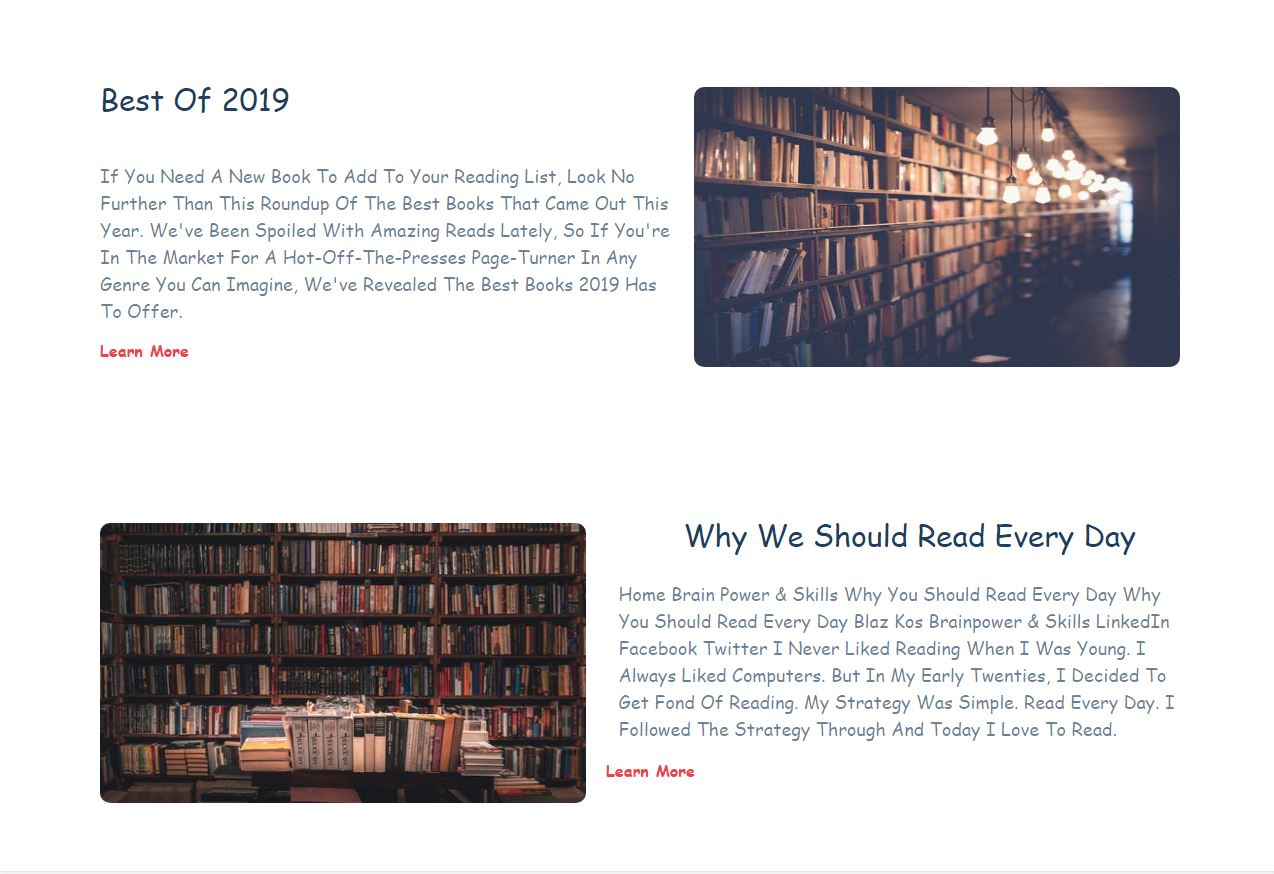 Best Of 2019
If You Need A New Book To Add To Your Reading List, Look No
Further Than This Roundup Of The Best Books That Came Out This
Year. We've Been Spoiled With Amazing Reads Lately, So If You're
In The Market For A Hot-Off-The-Presses Page-Turner In Any
Genre You Can Imagine, We've Revealed The Best Books 2019 Has
To Offer.
Learn More
Why We Should Read Every Day
Home Brain Power & Skills Why You Should Read Every Day Why
You Should Read Every Day Blaz Kos Brainpower & Skills LinkedIn
Facebook Twitter I Never Liked Reading When I Was Young. I
Always Liked Computers. But In My Early Twenties, I Decided To
Get Fond Of Reading. My Strategy Was Simple. Read Every Day. I
Followed The Strategy Through And Today I Love To Read.
Learn More